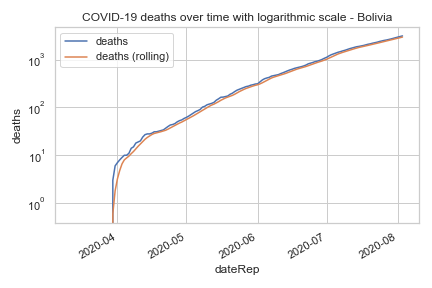 COVID-19 deaths over time with logarithmic scale - Bolivia
deaths
deaths (rolling)
10³
10²
10¹
10⁰
deaths
2020-04
2020-05
2020-06
2020-07
2020-08
dateRep